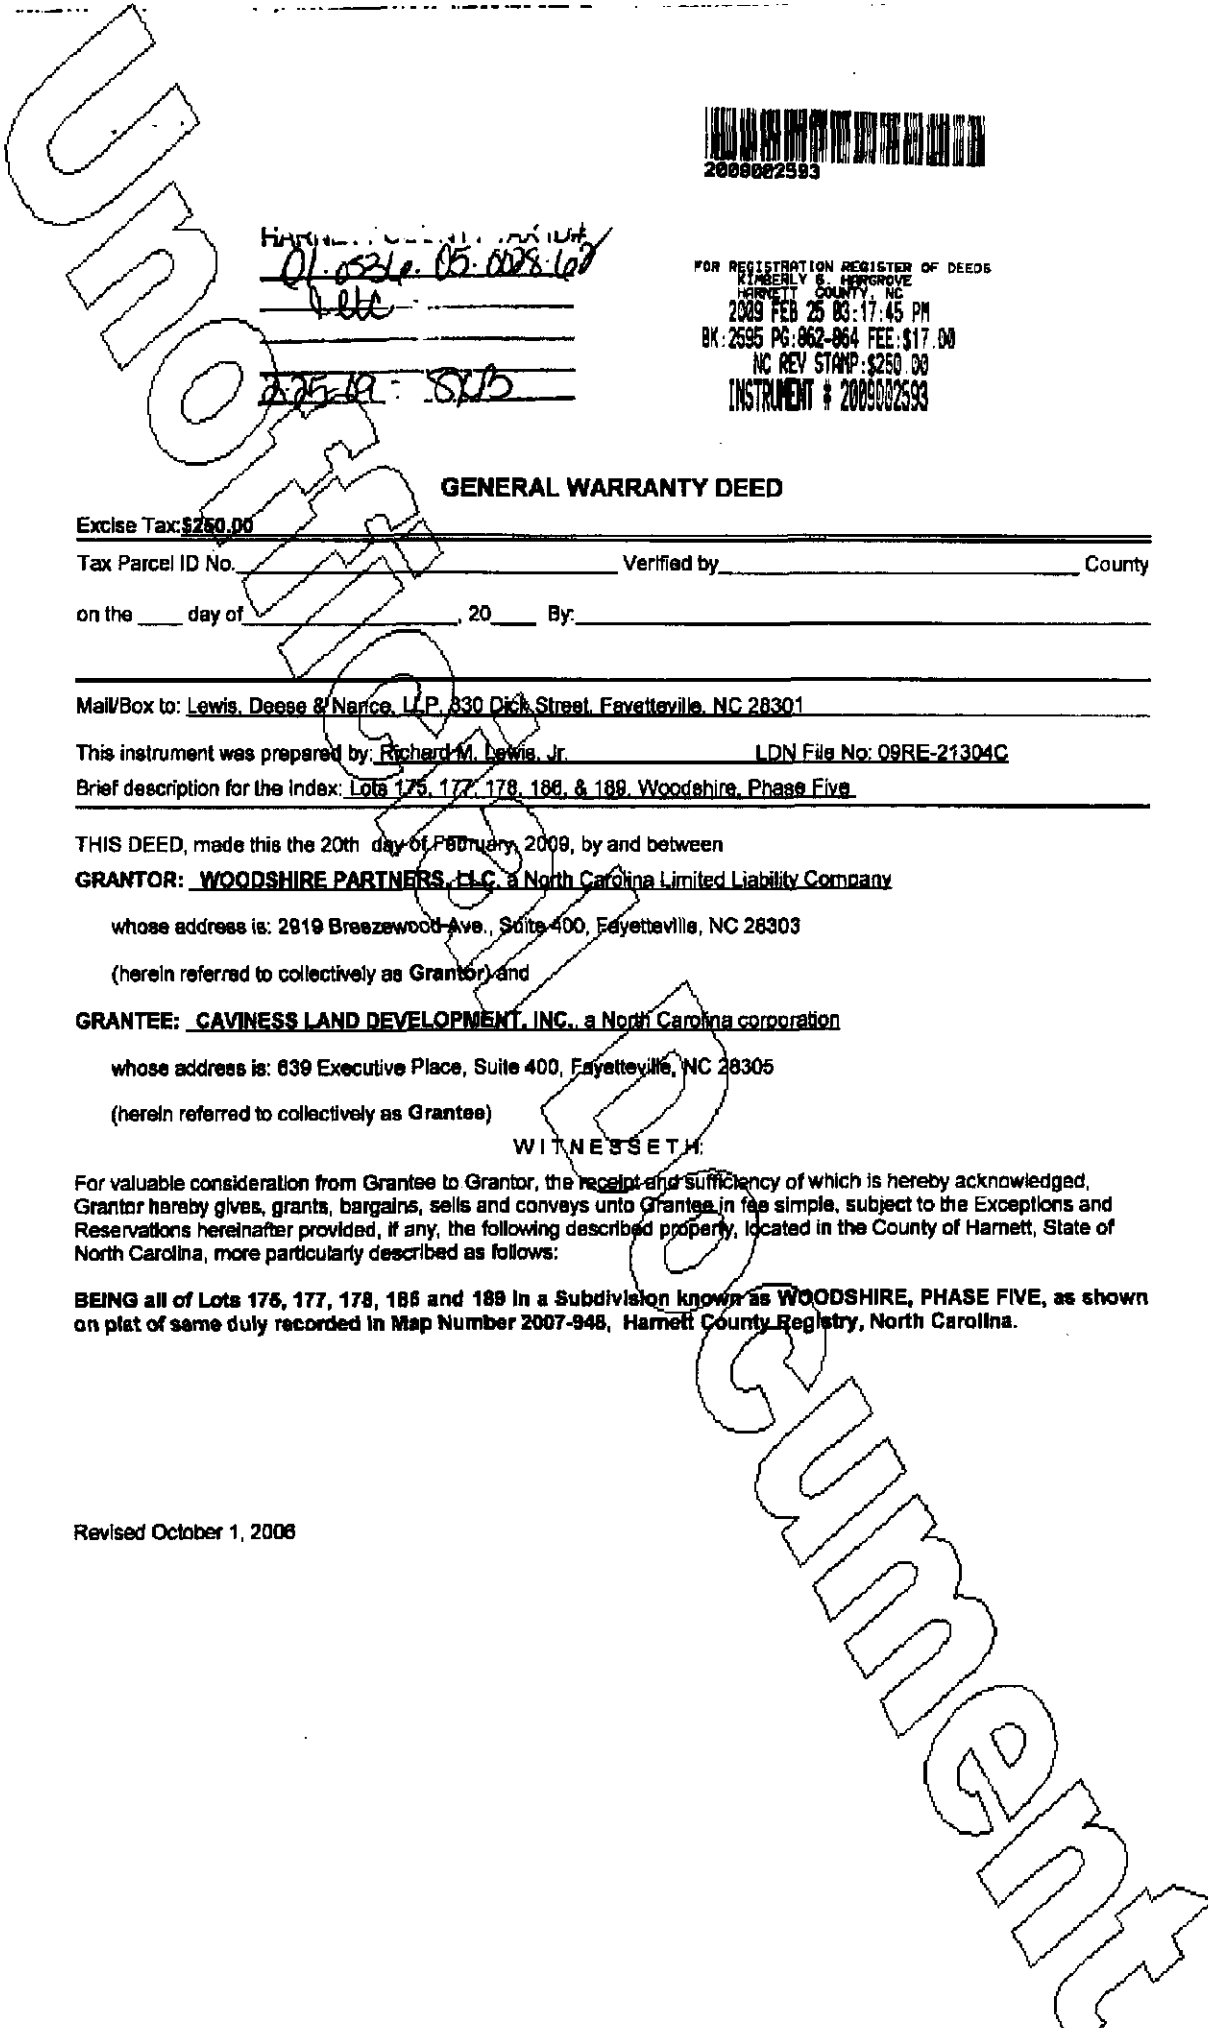 2009002593
HARNETT COUNTY TAX ID#
01-0536-05-0028-62
, etc
2-25-09 - SKB
FOR REGISTRATION REGISTER OF DEEDS
KIMBERLY S. HARGROVE
HARNETT COUNTY, NC
2009 FEB 25 03:17:45 PM
BK:2595 PG:862-864 FEE:$17.00
NC REV STAMP:$250.00
INSTRUMENT # 2009002593
GENERAL WARRANTY DEED
Excise Tax:$250.00
Tax Parcel ID No. Verified by County
on the day of , 20 By:
Mail/Box to: Lewis, Deese & Nance, LLP, 330 Dick Street, Fayetteville, NC 28301
This instrument was prepared by: Richard M. Lewis, Jr. LDN File No: 09RE-21304C
Brief description for the index: Lots 175, 177, 178, 186, & 189, Woodshire, Phase Five
THIS DEED, made this the 20th day of February, 2009, by and between
GRANTOR: WOODSHIRE PARTNERS, LLC, a North Carolina Limited Liability Company
whose address is: 2919 Breezewood Ave., Suite 400, Fayetteville, NC 28303
(herein referred to collectively as Grantor) and
GRANTEE: CAVINESS LAND DEVELOPMENT, INC., a North Carolina corporation
whose address is: 639 Executive Place, Suite 400, Fayetteville, NC 28305
(herein referred to collectively as Grantee)
WITNESSETH:
For valuable consideration from Grantee to Grantor, the receipt and sufficiency of which is hereby acknowledged,
Grantor hereby gives, grants, bargains, sells and conveys unto Grantee in fee simple, subject to the Exceptions and
Reservations hereinafter provided, if any, the following described property, located in the County of Harnett, State of
North Carolina, more particularly described as follows:
BEING all of Lots 175, 177, 178, 186 and 189 in a Subdivision known as WOODSHIRE, PHASE FIVE, as shown
on plat of same duly recorded in Map Number 2007-948, Harnett County Registry, North Carolina.
Revised October 1, 2006
Unofficial Document